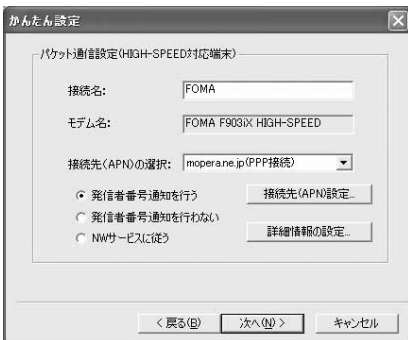 かんたん設定
パケット通信設定(HIGH-SPEED対応端末)
接続名: FOMA
モデム名: FOMA F903iX HIGH-SPEED
接続先(APN)の選択: mopera.ne.jp(PPP接続)
発信者番号通知を行う 接続先(APN)設定...
発信者番号通知を行わない
NWサービスに従う 詳細情報の設定...
< 戻る(B) 次へ(N) > キャンセル